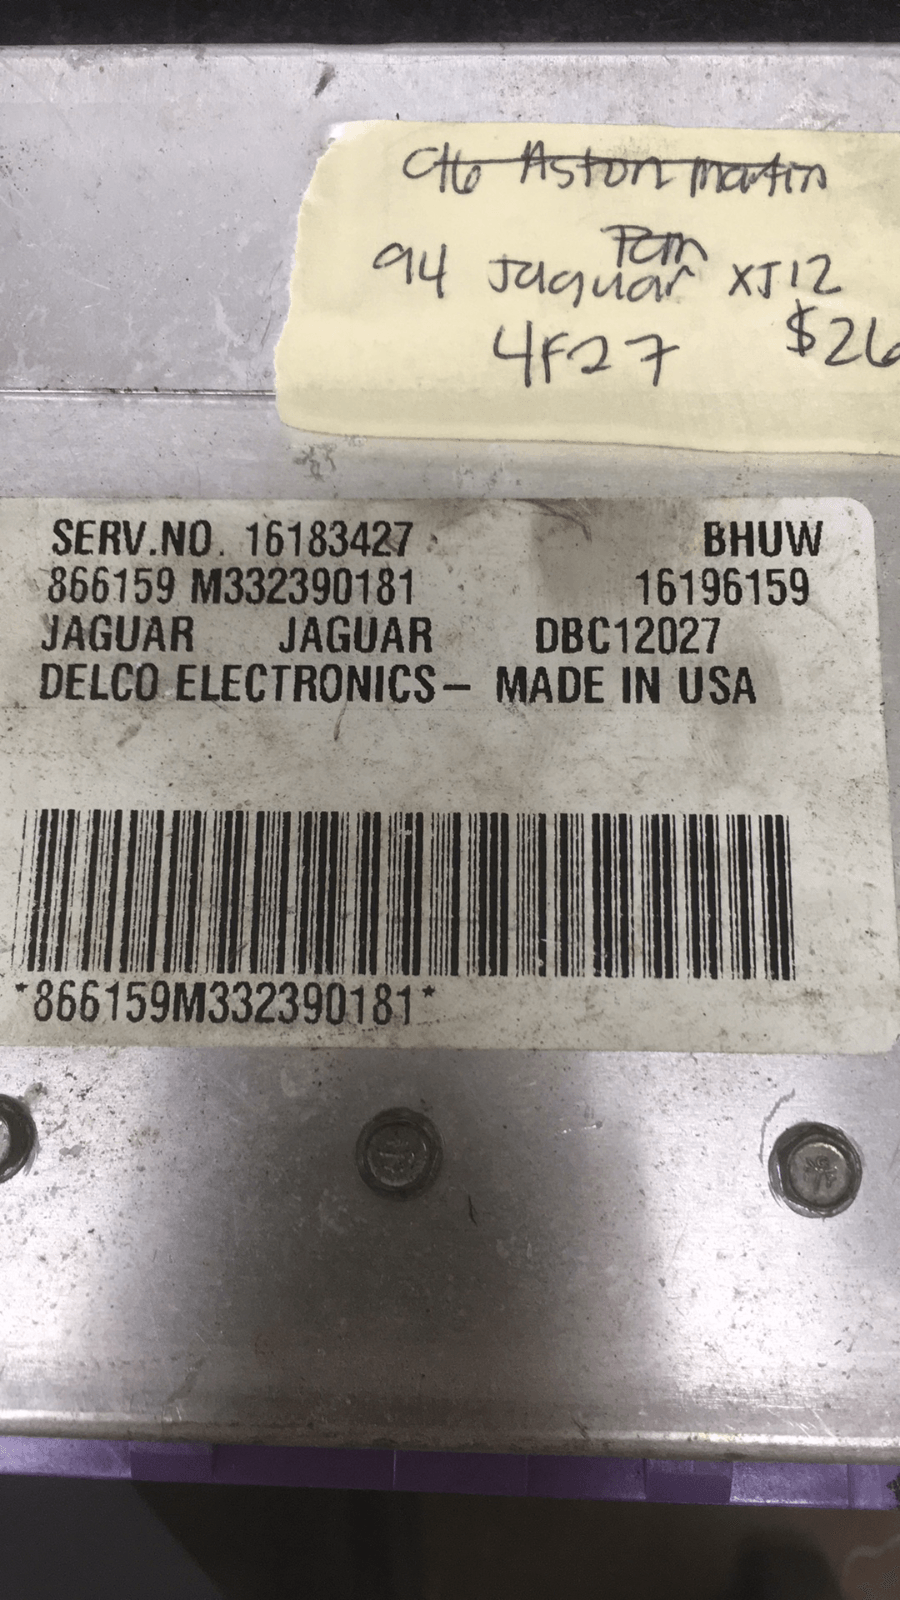 96 Aston Martin
Pcm
94 Jaguar XJ12
4F27 $26
SERV.NO. 16183427 BHUW
866159 M332390181 16196159
JAGUAR JAGUAR DBC12027
DELCO ELECTRONICS– MADE IN USA
*866159M332390181*